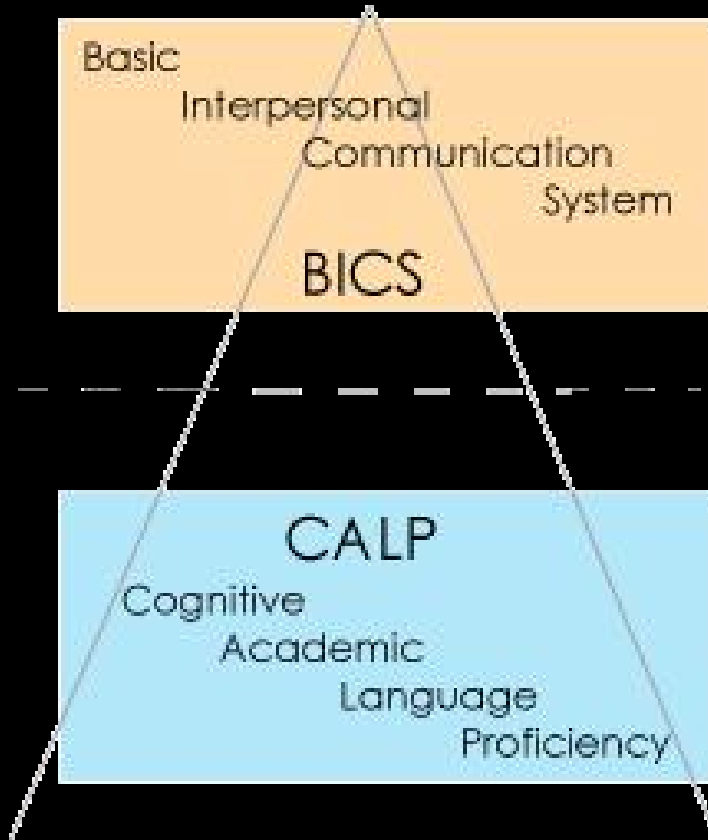 Basic
Interpersonal
Communication
System
BICS
CALP
Cognitive
Academic
Language
Proficiency